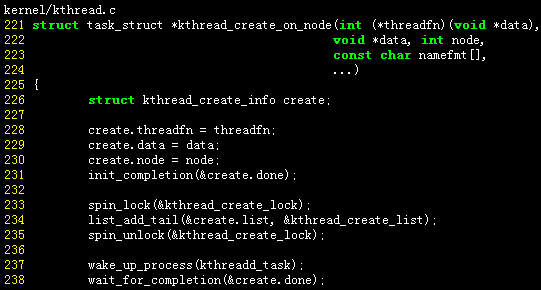 kernel/kthread.c
221 struct task_struct *kthread_create_on_node(int (*threadfn)(void *data),
222                                            void *data, int node,
223                                            const char namefmt[],
224                                            ...)
225 {
226         struct kthread_create_info create;
227
228         create.threadfn = threadfn;
229         create.data = data;
230         create.node = node;
231         init_completion(&create.done);
232
233         spin_lock(&kthread_create_lock);
234         list_add_tail(&create.list, &kthread_create_list);
235         spin_unlock(&kthread_create_lock);
236
237         wake_up_process(kthreadd_task);
238         wait_for_completion(&create.done);